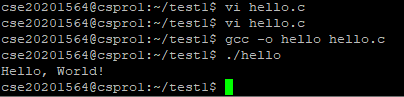 cse20201564@cspro1:~/test1$ vi hello.c
cse20201564@cspro1:~/test1$ vi hello.c
cse20201564@cspro1:~/test1$ gcc -o hello hello.c
cse20201564@cspro1:~/test1$ ./hello
Hello, World!
cse20201564@cspro1:~/test1$